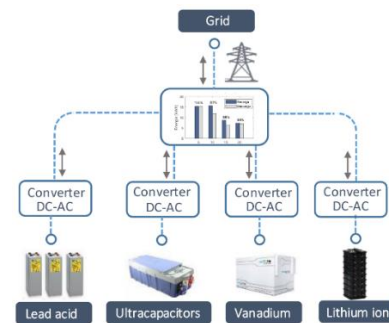 Grid
Converter
DC-AC
Converter
DC-AC
Converter
DC-AC
Converter
DC-AC
Lead acid
Ultracapacitors
Vanadium
Lithium ion